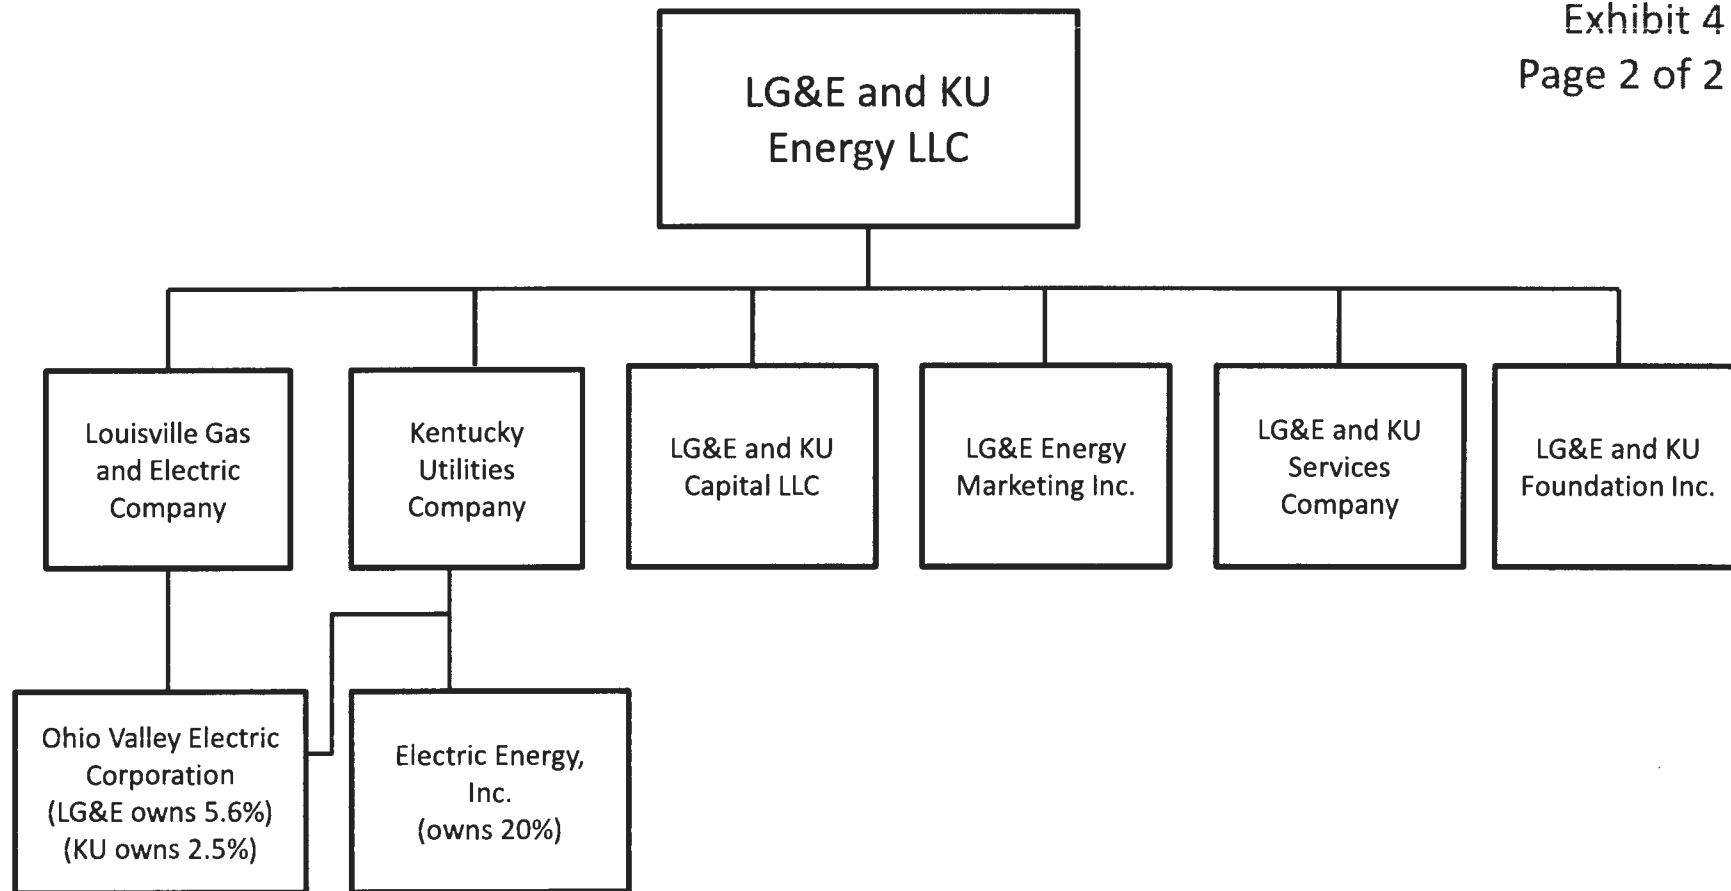 Exhibit 4
Page 2 of 2
LG&E and KU
Energy LLC
Louisville Gas
and Electric
Company
Kentucky
Utilities
Company
LG&E and KU
Capital LLC
LG&E Energy
Marketing Inc.
LG&E and KU
Services
Company
LG&E and KU
Foundation Inc.
Ohio Valley Electric
Corporation
(LG&E owns 5.6%)
(KU owns 2.5%)
Electric Energy,
Inc.
(owns 20%)